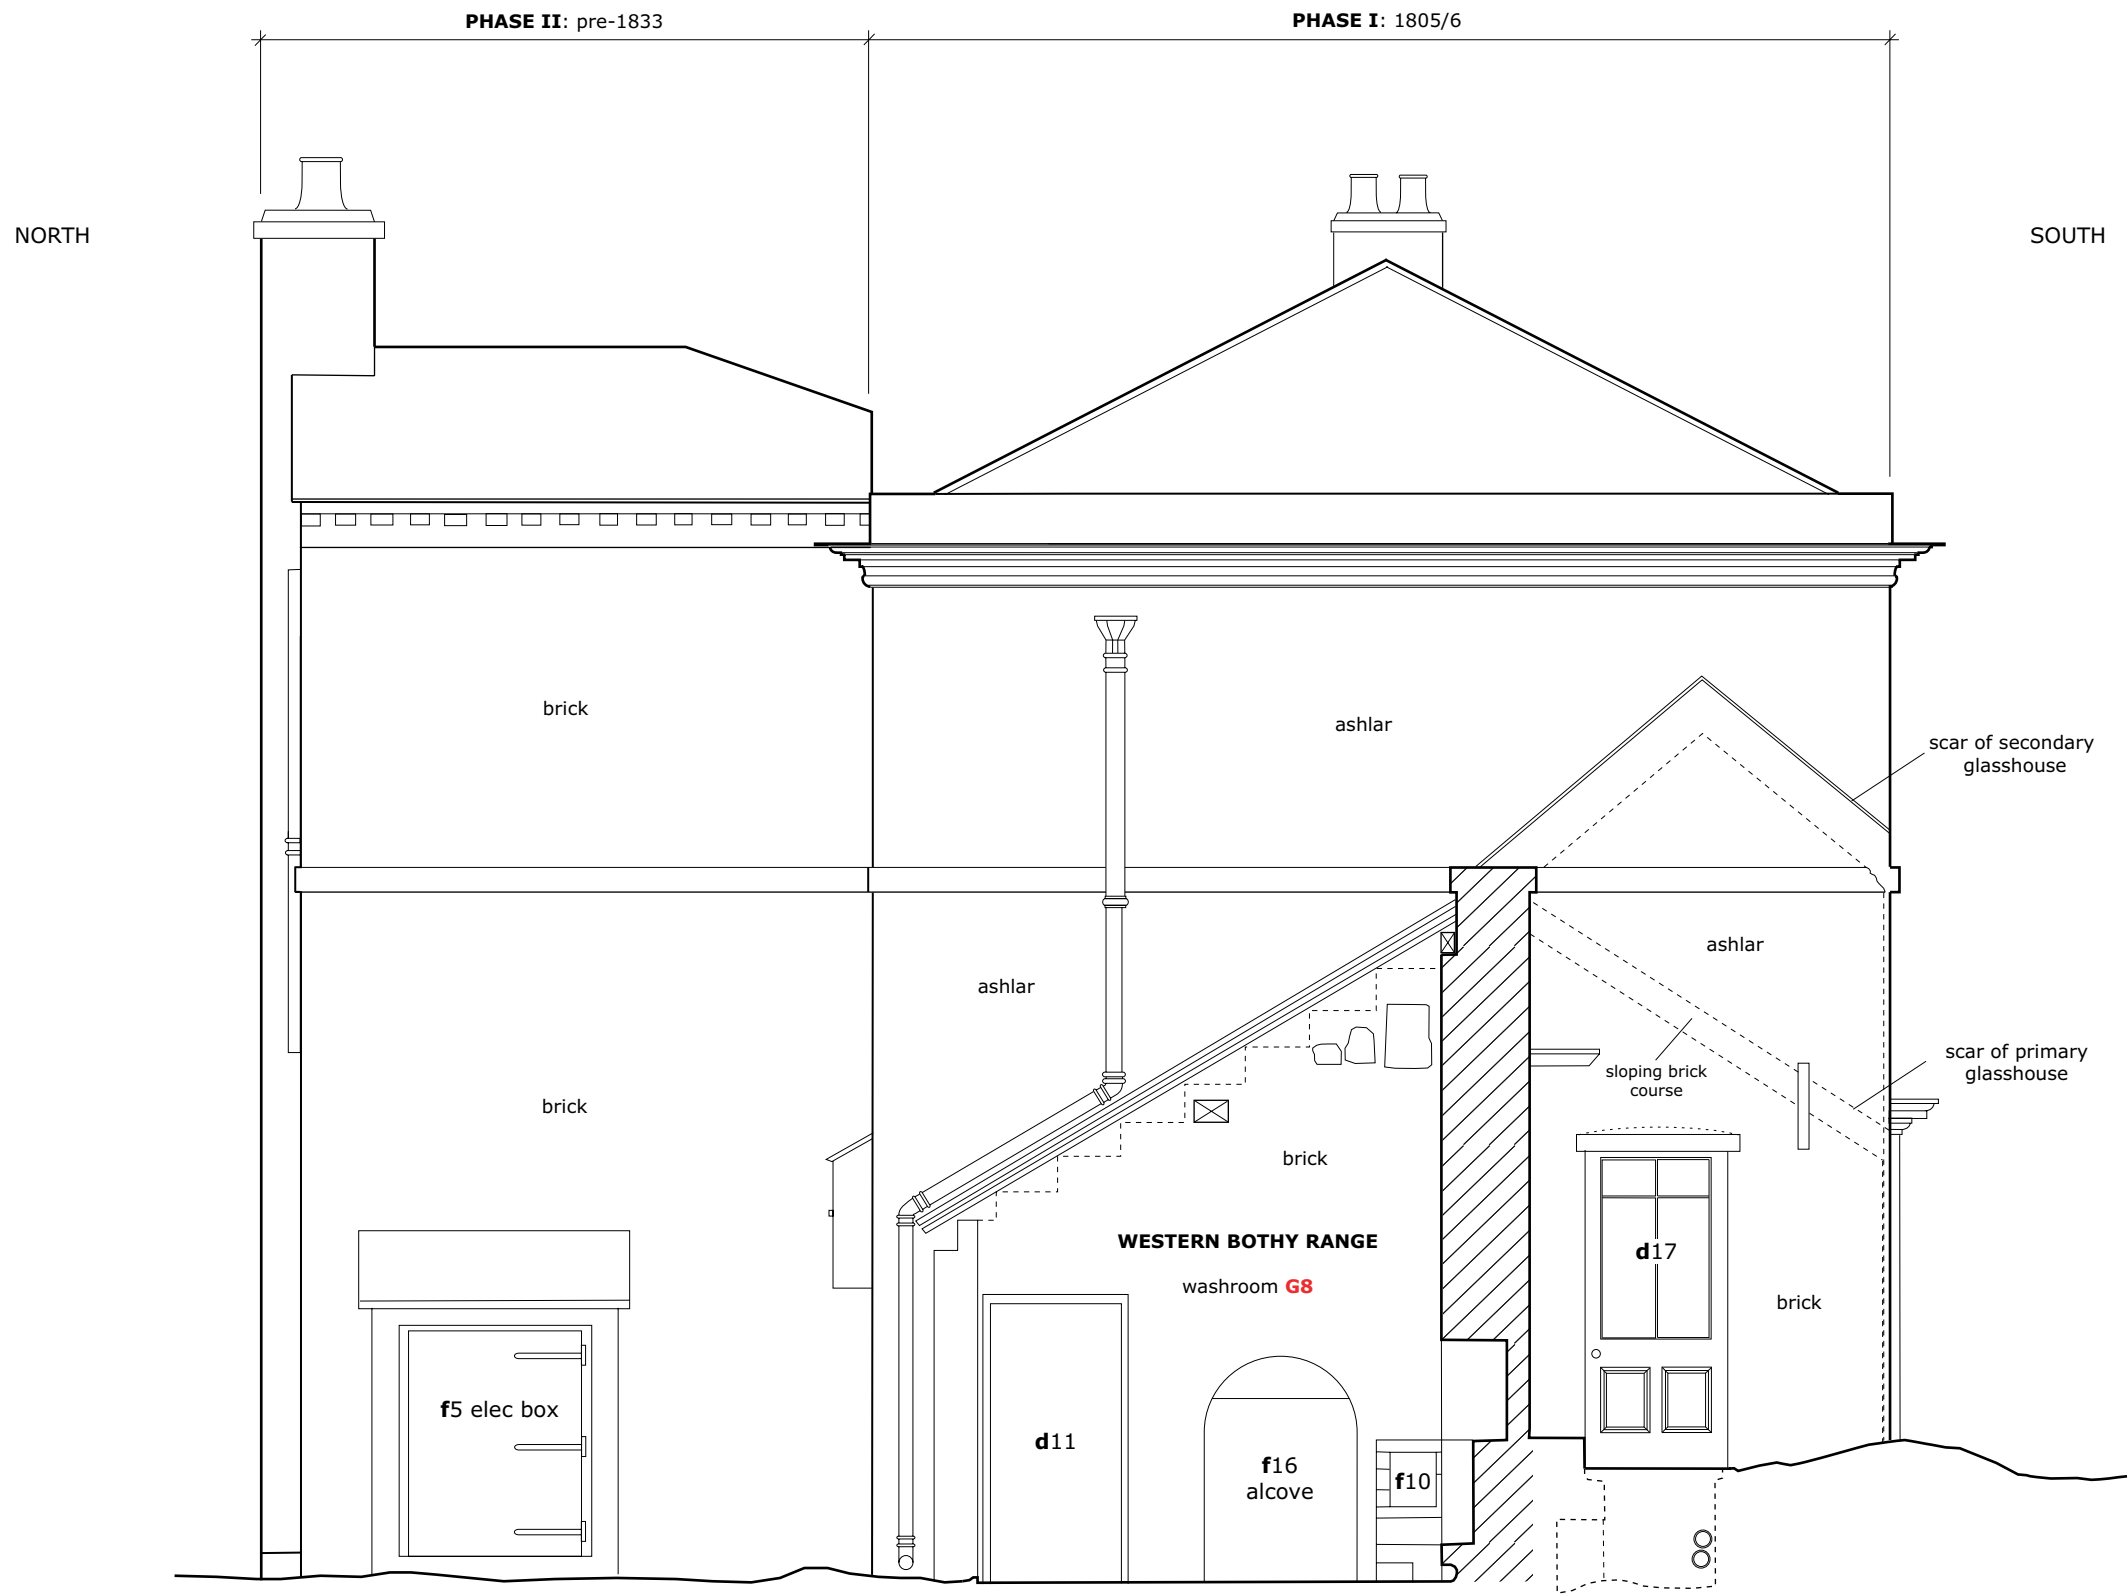 PHASE II: pre-1833
PHASE I: 1805/6
NORTH
SOUTH
brick
ashlar
scar of secondary
glasshouse
ashlar
ashlar
scar of primary
glasshouse
sloping brick
course
brick
brick
WESTERN BOTHY RANGE
washroom G8
d17
brick
f5 elec box
d11
f16
alcove
f10